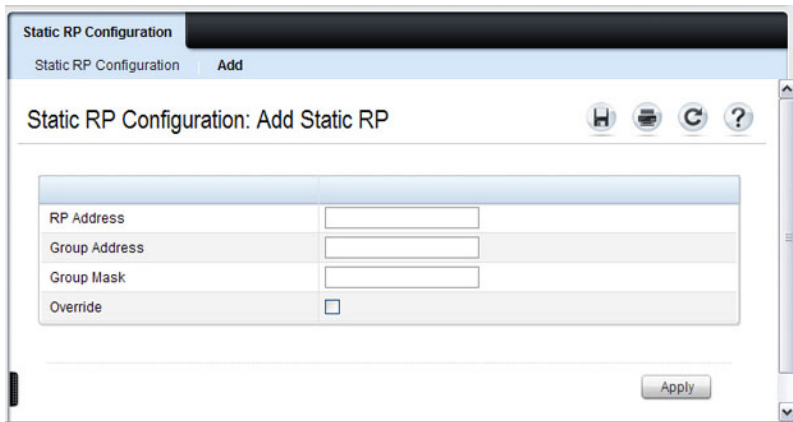 Static RP Configuration
Static RP Configuration Add
Static RP Configuration: Add Static RP
?
RP Address
Group Address
Group Mask
Override
Apply